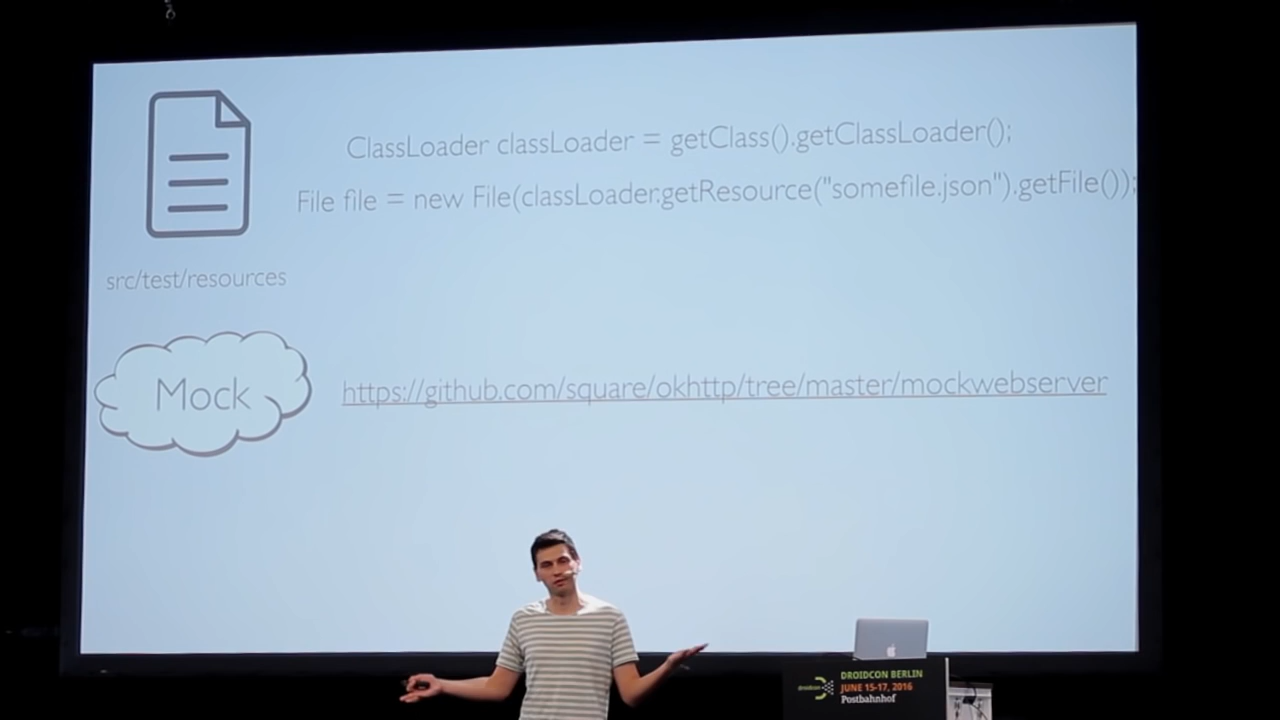 ClassLoader classLoader = getClass().getClassLoader();
File file = new File(classLoader.getResource("somefile.json").getFile());
src/test/resources
Mock
https://github.com/square/okhttp/tree/master/mockwebserver
droidcon
DROIDCON BERLIN
JUNE 15-17, 2016
Postbahnhof